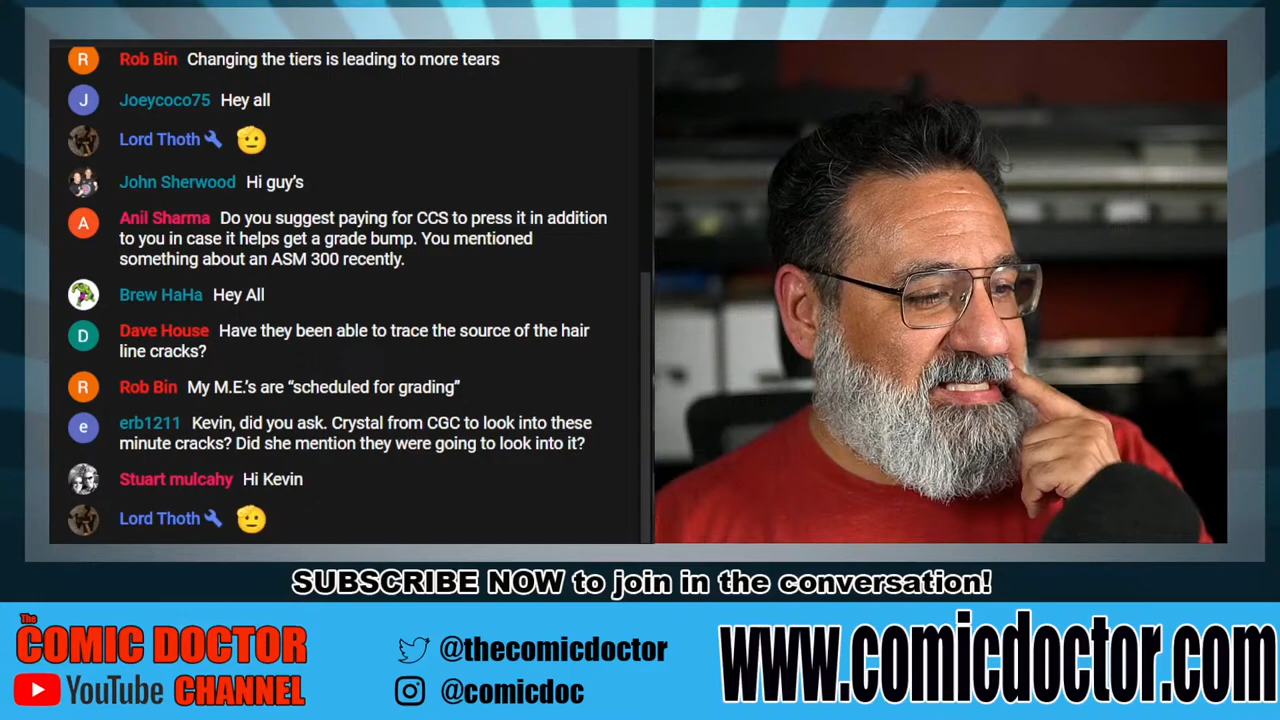 R Rob Bin Changing the tiers is leading to more tears
J Joeycoco75 Hey all
Lord Thoth
John Sherwood Hi guy's
A Anil Sharma Do you suggest paying for CCS to press it in addition
to you in case it helps get a grade bump. You mentioned
something about an ASM 300 recently.
Brew HaHa Hey All
D Dave House Have they been able to trace the source of the hair
line cracks?
R Rob Bin My M.E.'s are “scheduled for grading”
e erb1211 Kevin, did you ask. Crystal from CGC to look into these
minute cracks? Did she mention they were going to look into it?
Stuart mulcahy Hi Kevin
Lord Thoth
SUBSCRIBE NOW to join in the conversation!
The
COMIC DOCTOR
YouTube CHANNEL
@thecomicdoctor
@comicdoc
www.comicdoctor.com